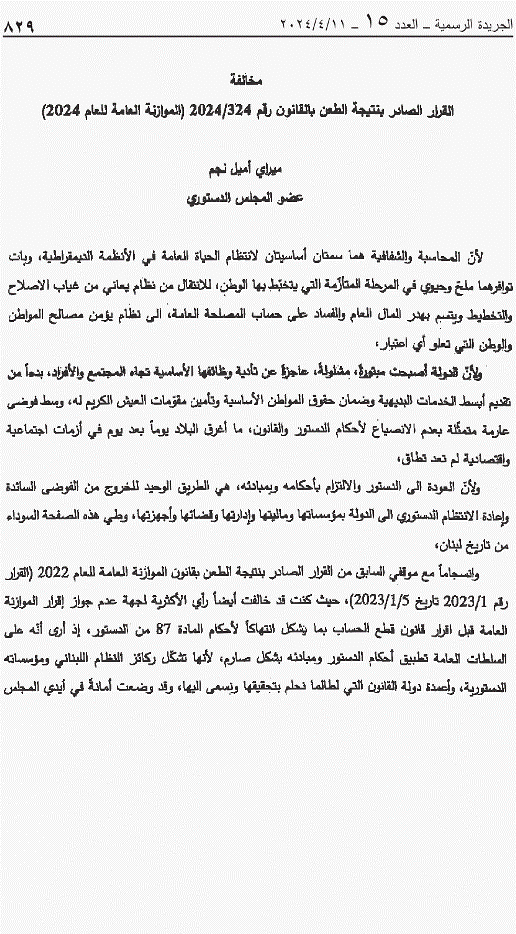 الجريدة الرسمية ـ العدد ١٥ ـ ٢٠٢٤/٤/١١
٨٢٩
مخالفة
القرار الصادر بنتيجة الطعن بالقانون رقم 2024/324 (الموازنة العامة للعام 2024)
ميراي أميل نجم
عضو المجلس الدستوري
لأنّ المحاسبة والشفافية هما سمتان أساسيتان لانتظام الحياة العامة في الأنظمة الديمقراطية، وبات
توافرهما ملحّ وحيوي في المرحلة المتأزّمة التي يتخبّط بها الوطن، للانتقال من نظام يعاني من غياب الاصلاح
والتخطيط ويتسم بهدر المال العام والفساد على حساب المصلحة العامة، الى نظام يؤمن مصالح المواطن
والوطن التي تعلو أي اعتبار،
ولأنّ الدولة أصبحت مبتورةً، مشلولةً، عاجزةً عن تأدية وظائفها الأساسية تجاه المجتمع والأفراد، بدءاً من
تقديم أبسط الخدمات البديهية وضمان حقوق المواطن الأساسية وتأمين مقوّمات العيش الكريم له، وسط فوضى
عارمة متمثّلة بعدم الانصياع لأحكام الدستور والقانون، ما أغرق البلاد يوماً بعد يوم في أزمات اجتماعية
واقتصادية لم تعد تطاق،
ولأنّ العودة الى الدستور والالتزام بأحكامه وبمبادئه، هي الطريق الوحيد للخروج من الفوضى السائدة
وإعادة الانتظام الدستوري الى الدولة بمؤسساتها وماليتها وإدارتها وقضائها وأجهزتها، وطي هذه الصفحة السوداء
من تاريخ لبنان،
وانسجاماً مع موقفي السابق من القرار الصادر بنتيجة الطعن بقانون الموازنة العامة للعام 2022 (القرار
رقم 2023/1 تاريخ 2023/1/5)، حيث كنت قد خالفت أيضاً رأي الأكثرية لجهة عدم جواز إقرار الموازنة
العامة قبل اقرار قانون قطع الحساب بما يشكل انتهاكاً لأحكام المادة 87 من الدستور، إذ أرى أنّه على
السلطات العامة تطبيق أحكام الدستور ومبادئه بشكل صارم، لأنها تشكّل ركائز النظام اللبناني ومؤسساته
الدستورية، وأعمدة دولة القانون التي لطالما نحلم بتحقيقها ونسعى اليها، وقد وضعت أمانةً في أيدي المجلس